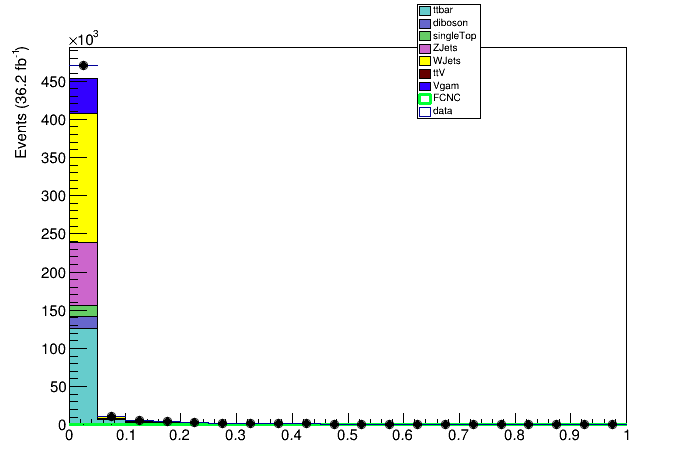 ttbar
diboson
singleTop
ZJets
WJets
ttV
Vgam
FCNC
data
×10³
Events (36.2 fb⁻¹)
450
400
350
300
250
200
150
100
50
0
0 0.1 0.2 0.3 0.4 0.5 0.6 0.7 0.8 0.9 1